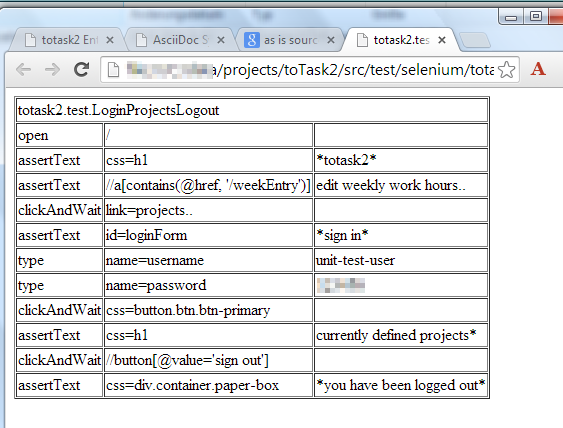 totask2 Ent
AsciiDoc S
as is sourc
totask2.tes
a/projects/toTask2/src/test/selenium/tota
A
totask2.test.LoginProjectsLogout
open /
assertText css=h1 *totask2*
assertText //a[contains(@href, '/weekEntry')] edit weekly work hours..
clickAndWait link=projects..
assertText id=loginForm *sign in*
type name=username unit-test-user
type name=password
clickAndWait css=button.btn.btn-primary
assertText css=h1 currently defined projects*
clickAndWait //button[@value='sign out']
assertText css=div.container.paper-box *you have been logged out*